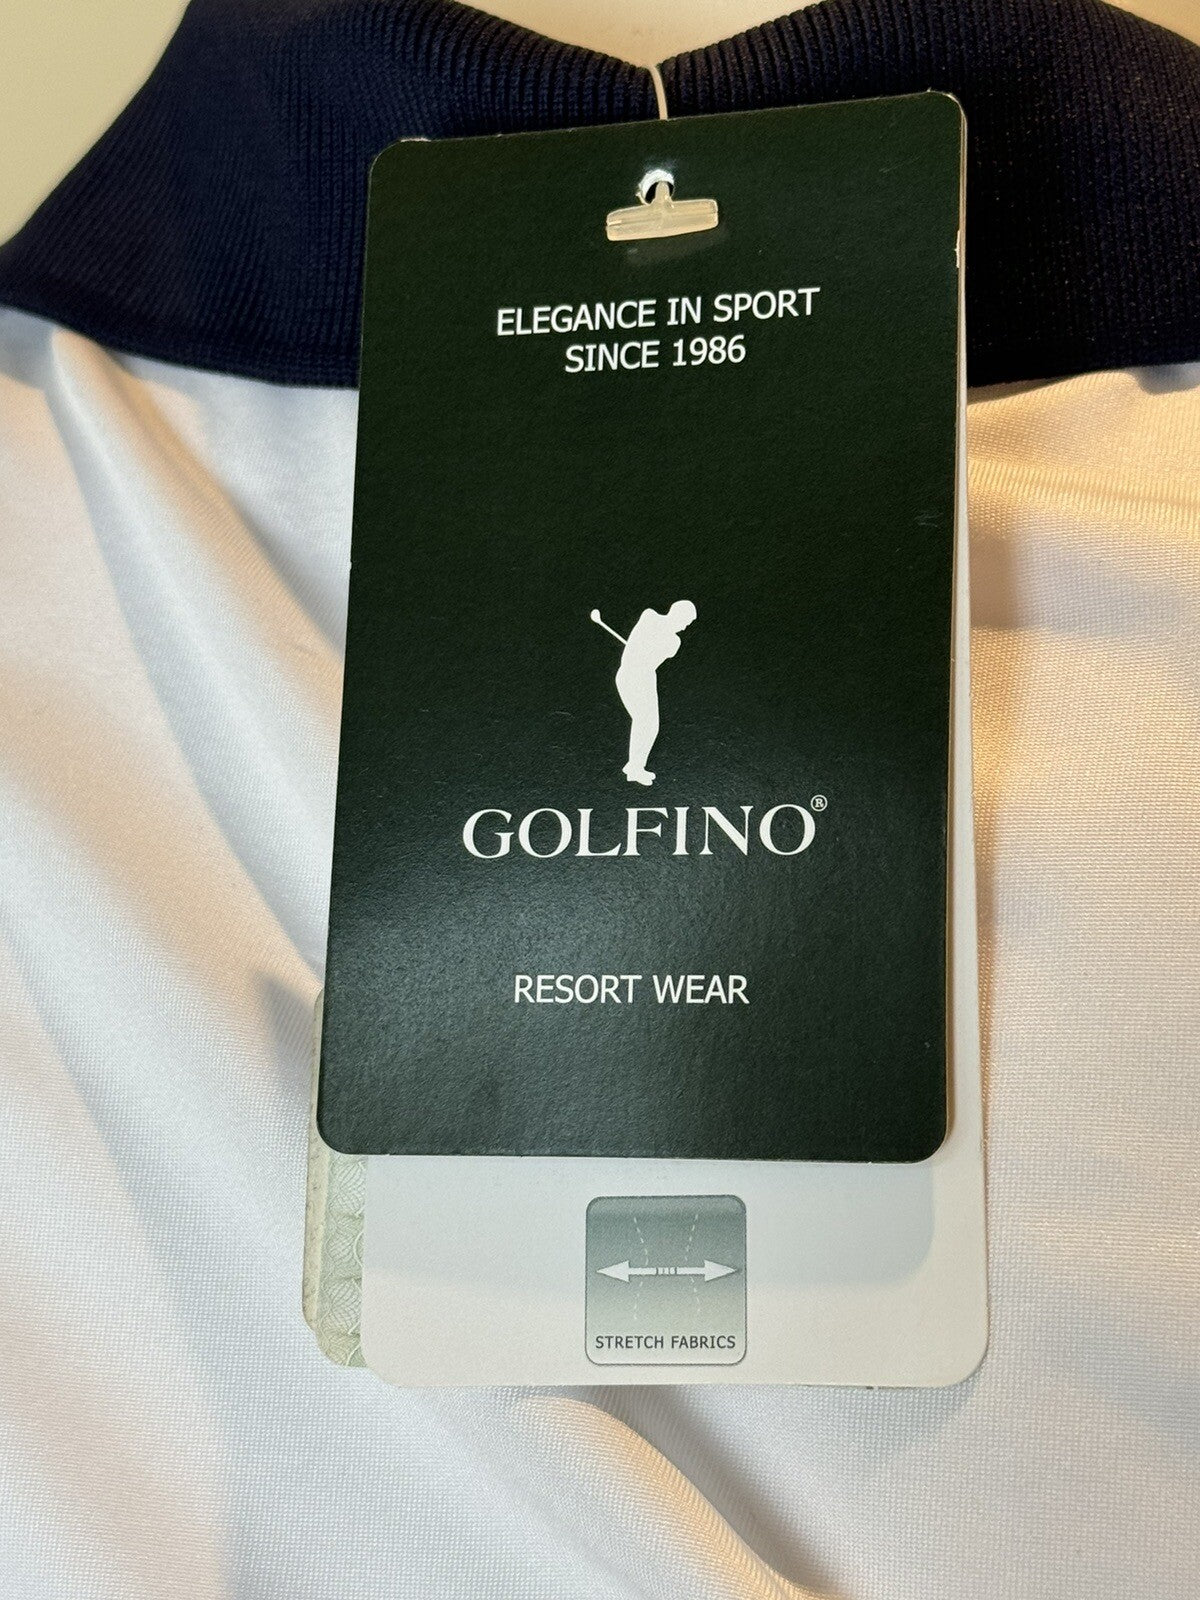 ELEGANCE IN SPORT
SINCE 1986
GOLFINO®
RESORT WEAR
STRETCH FABRICS